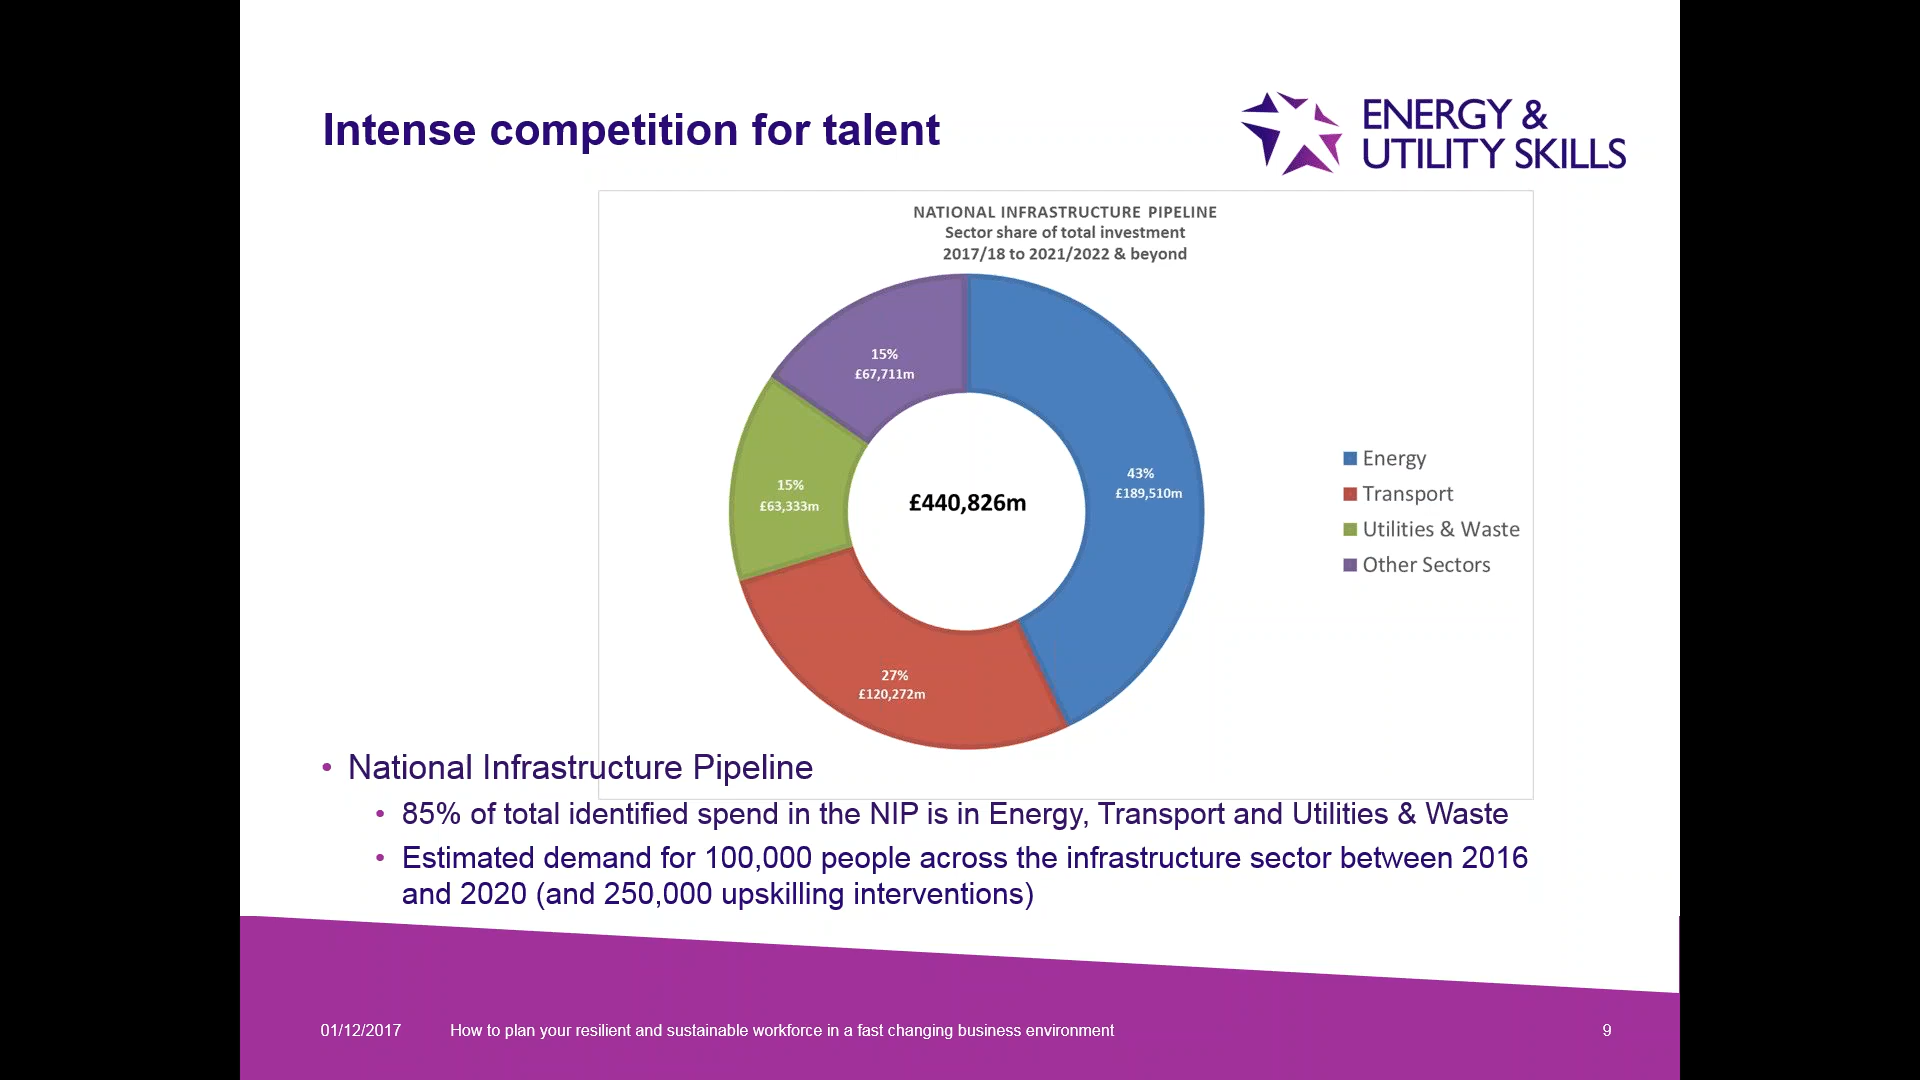 Intense competition for talent
ENERGY &
UTILITY SKILLS
NATIONAL INFRASTRUCTURE PIPELINE
Sector share of total investment
2017/18 to 2021/2022 & beyond
15%
£67,711m
43%
£189,510m
15%
£63,333m
£440,826m
27%
£120,272m
Energy
Transport
Utilities & Waste
Other Sectors
• National Infrastructure Pipeline
• 85% of total identified spend in the NIP is in Energy, Transport and Utilities & Waste
• Estimated demand for 100,000 people across the infrastructure sector between 2016
and 2020 (and 250,000 upskilling interventions)
01/12/2017 How to plan your resilient and sustainable workforce in a fast changing business environment 9